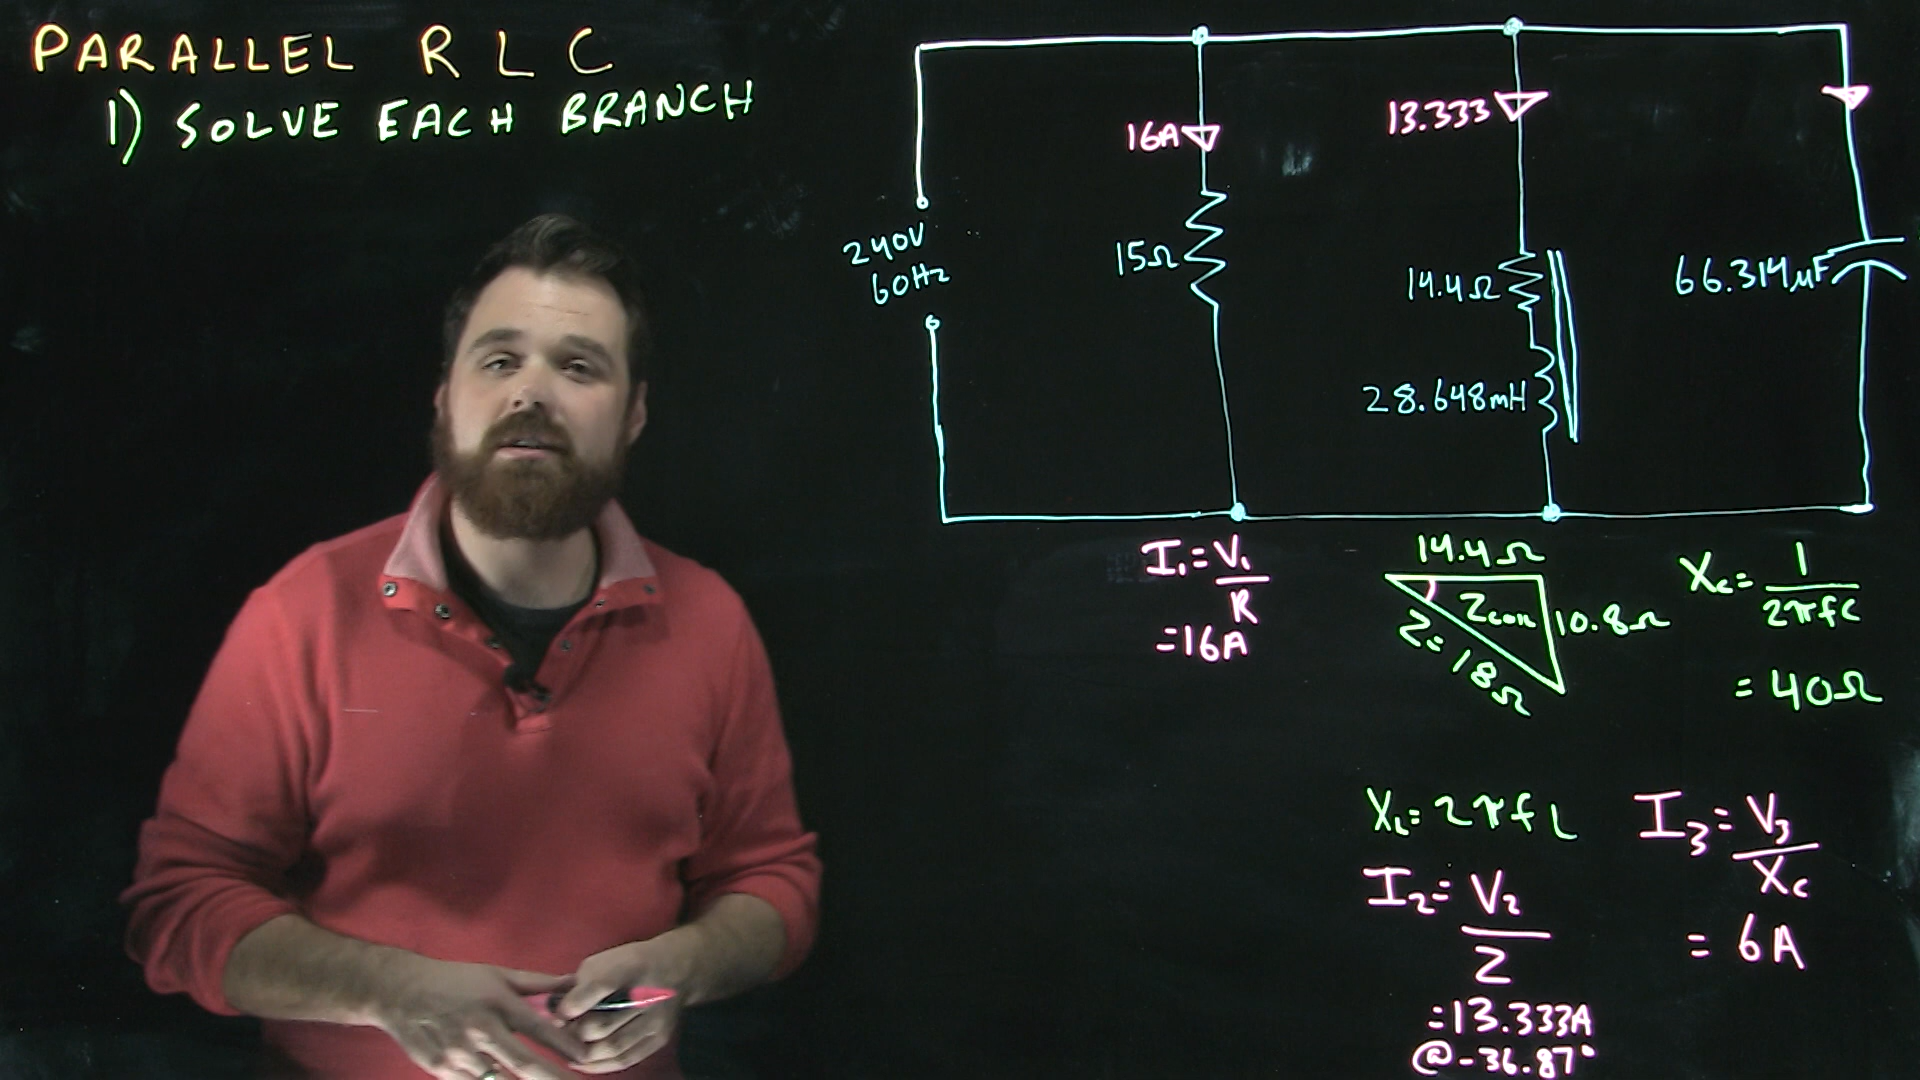 PARALLEL R L C
1) SOLVE EACH BRANCH
240V
60Hz
16A
15Ω
13.333
14.4Ω
28.648mH
66.314μF
I₁=V₁/R
=16A
14.4Ω
Zcoil
10.8Ω
Z=18Ω
XL=2πfL
I₂=V₂/Z
=13.333A
@-36.87°
Xc=1/2πfC
=40Ω
I₃=V₃/Xc
=6A